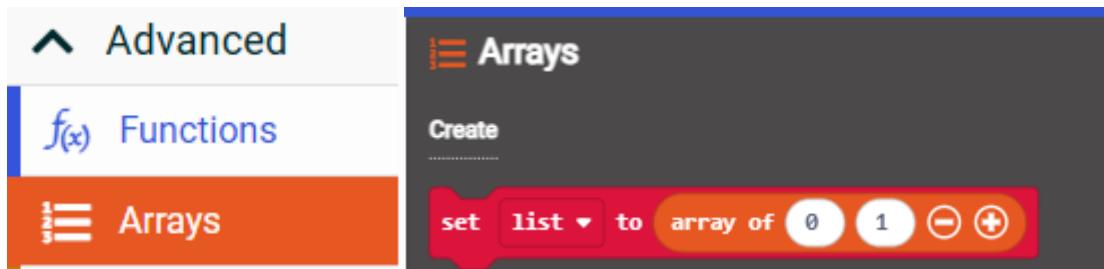 Advanced
f(x) Functions
Arrays
Arrays
Create
set list to array of 0 1